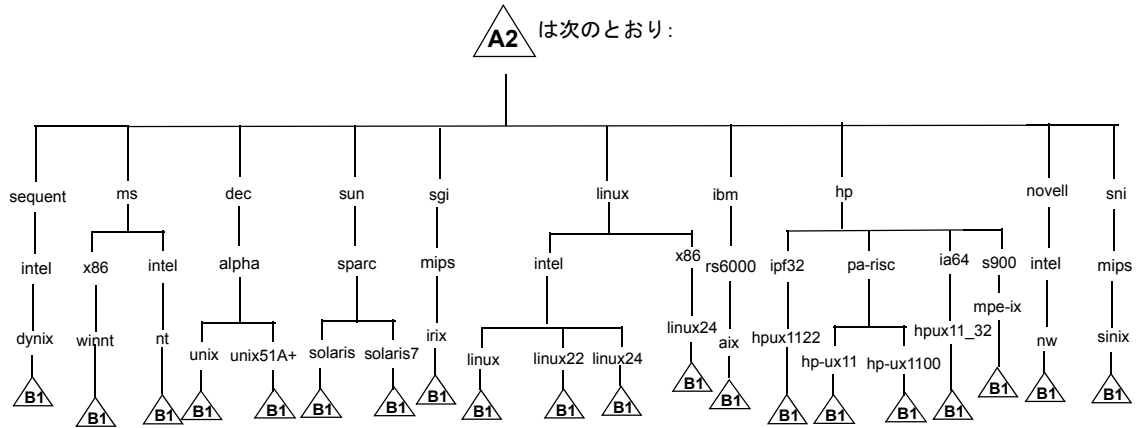 A2 は次のとおり:
sequent ms dec sun sgi linux ibm hp novell sni
intel x86 intel alpha sparc mips intel x86 rs6000 ipf32 pa-risc ia64 s900 intel mips
dynix winnt nt unix unix51A+ solaris solaris7 irix linux linux22 linux24 linux24 aix hpux1122 hp-ux11 hp-ux1100 hpux11_32 mpe-ix nw sinix
B1 B1 B1 B1 B1 B1 B1 B1 B1 B1 B1 B1 B1 B1 B1 B1 B1 B1 B1 B1